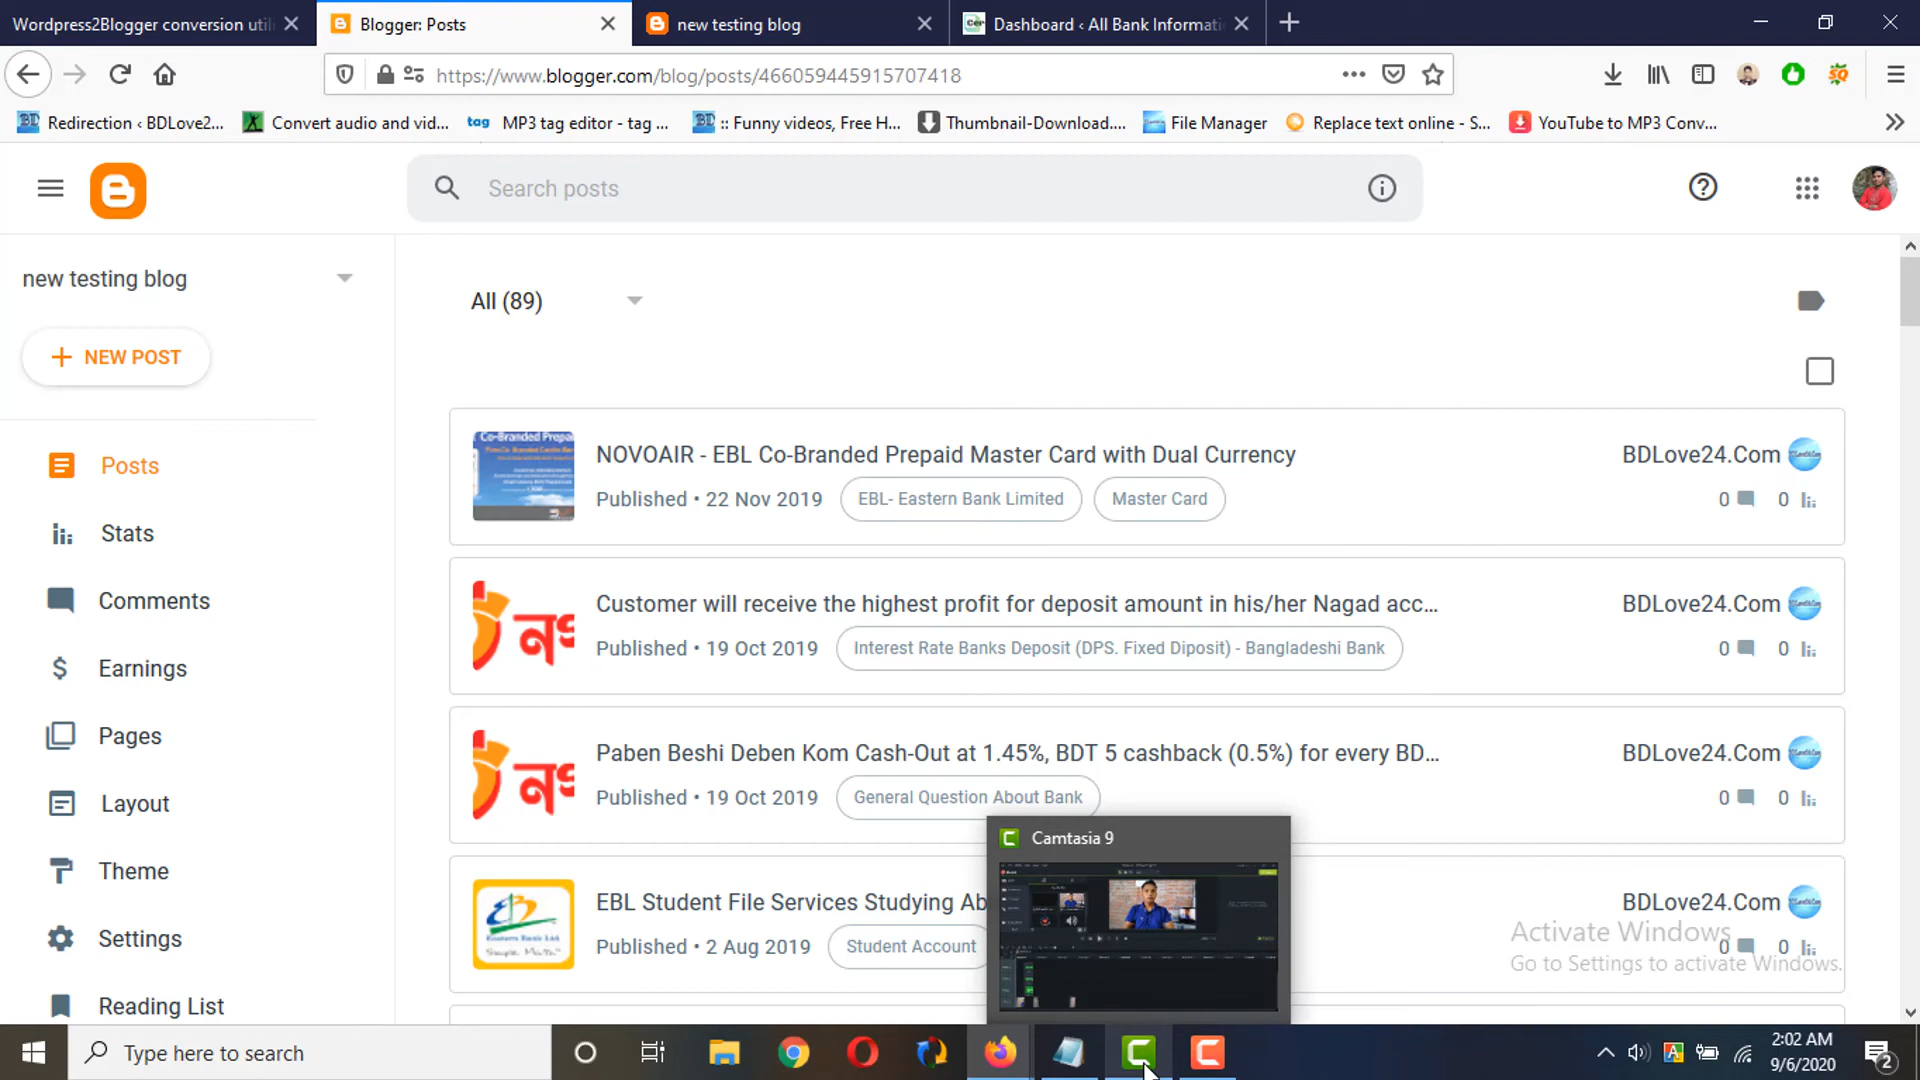 Wordpress2Blogger conversion uti
Blogger: Posts
new testing blog
Dashboard ‹ All Bank Informati
https://www.blogger.com/blog/posts/466059445915707418
Redirection ‹ BDLove2...
Convert audio and vid...
tag MP3 tag editor - tag ...
:: Funny videos, Free H...
Thumbnail-Download....
File Manager
Replace text online - S...
YouTube to MP3 Conv...
Search posts
new testing blog
All (89)
NEW POST
Posts
Stats
Comments
Earnings
Pages
Layout
Theme
Settings
Reading List
NOVOAIR - EBL Co-Branded Prepaid Master Card with Dual Currency
BDLove24.Com
Published • 22 Nov 2019 EBL- Eastern Bank Limited Master Card
0 0
Customer will receive the highest profit for deposit amount in his/her Nagad acc...
BDLove24.Com
Published • 19 Oct 2019 Interest Rate Banks Deposit (DPS. Fixed Diposit) - Bangladeshi Bank
0 0
Paben Beshi Deben Kom Cash-Out at 1.45%, BDT 5 cashback (0.5%) for every BD...
BDLove24.Com
Published • 19 Oct 2019 General Question About Bank
0 0
EBL Student File Services Studying Ab
BDLove24.Com
Published • 2 Aug 2019 Student Account
0 0
Camtasia 9
Activate Windows
Go to Settings to activate Windows.
Type here to search
2:02 AM
9/6/2020
2